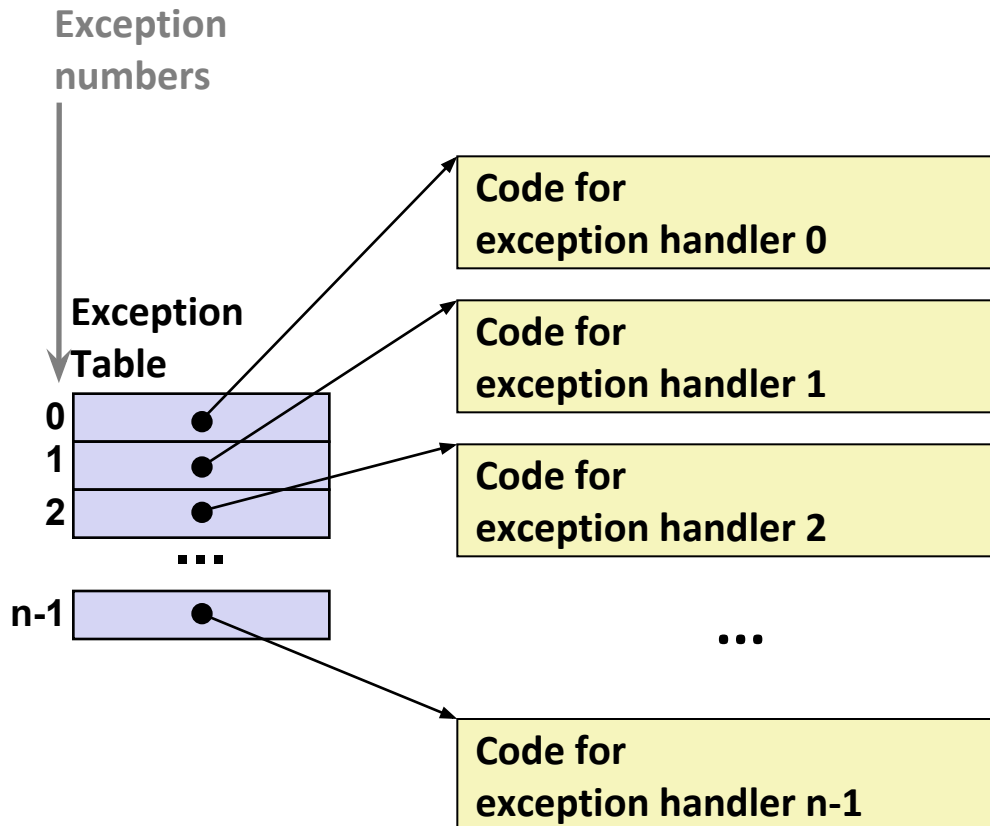 Exception
numbers
Code for
exception handler 0
Exception
Table
Code for
exception handler 1
0
1
2
Code for
exception handler 2
...
n-1
...
Code for
exception handler n-1